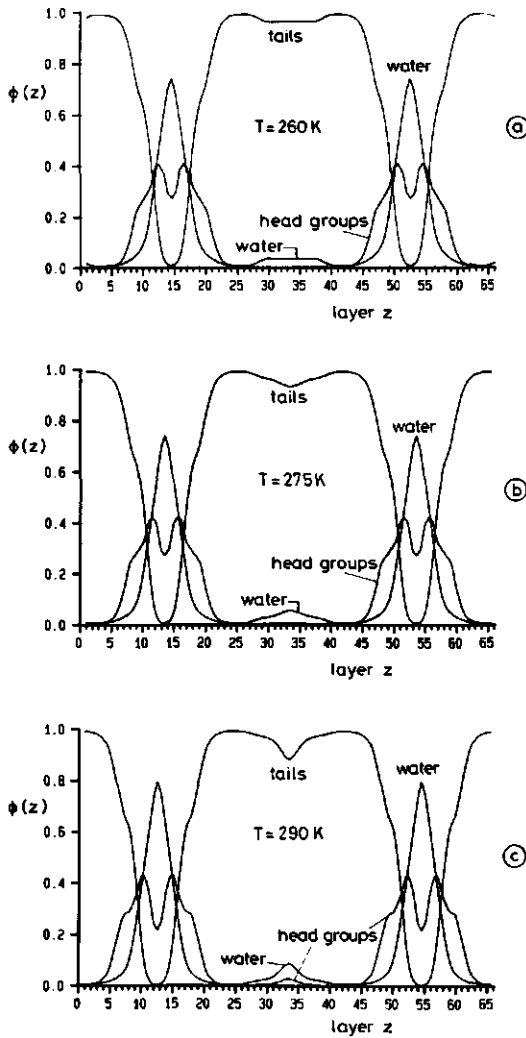 1.0
0.8
0.6
0.4
0.2
0.0
ϕ(z)
tails
water
T = 260 K
head groups
water
0 5 10 15 20 25 30 35 40 45 50 55 60 65
layer z
a
1.0
0.8
0.6
0.4
0.2
0.0
ϕ(z)
tails
water
T = 275 K
head groups
water
0 5 10 15 20 25 30 35 40 45 50 55 60 65
layer z
b
1.0
0.8
0.6
0.4
0.2
0.0
ϕ(z)
tails
water
T = 290 K
head groups
water
0 5 10 15 20 25 30 35 40 45 50 55 60 65
layer z
c